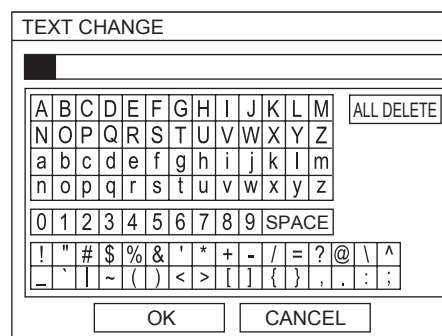 TEXT CHANGE
A B C D E F G H I J K L M ALL DELETE
N O P Q R S T U V W X Y Z
a b c d e f g h i j k l m
n o p q r s t u v w x y z
0 1 2 3 4 5 6 7 8 9 SPACE
! " # $ % & ' * + - / = ? @ \ ^
_ ` | ~ ( ) < > [ ] { } , . : ;
OK CANCEL